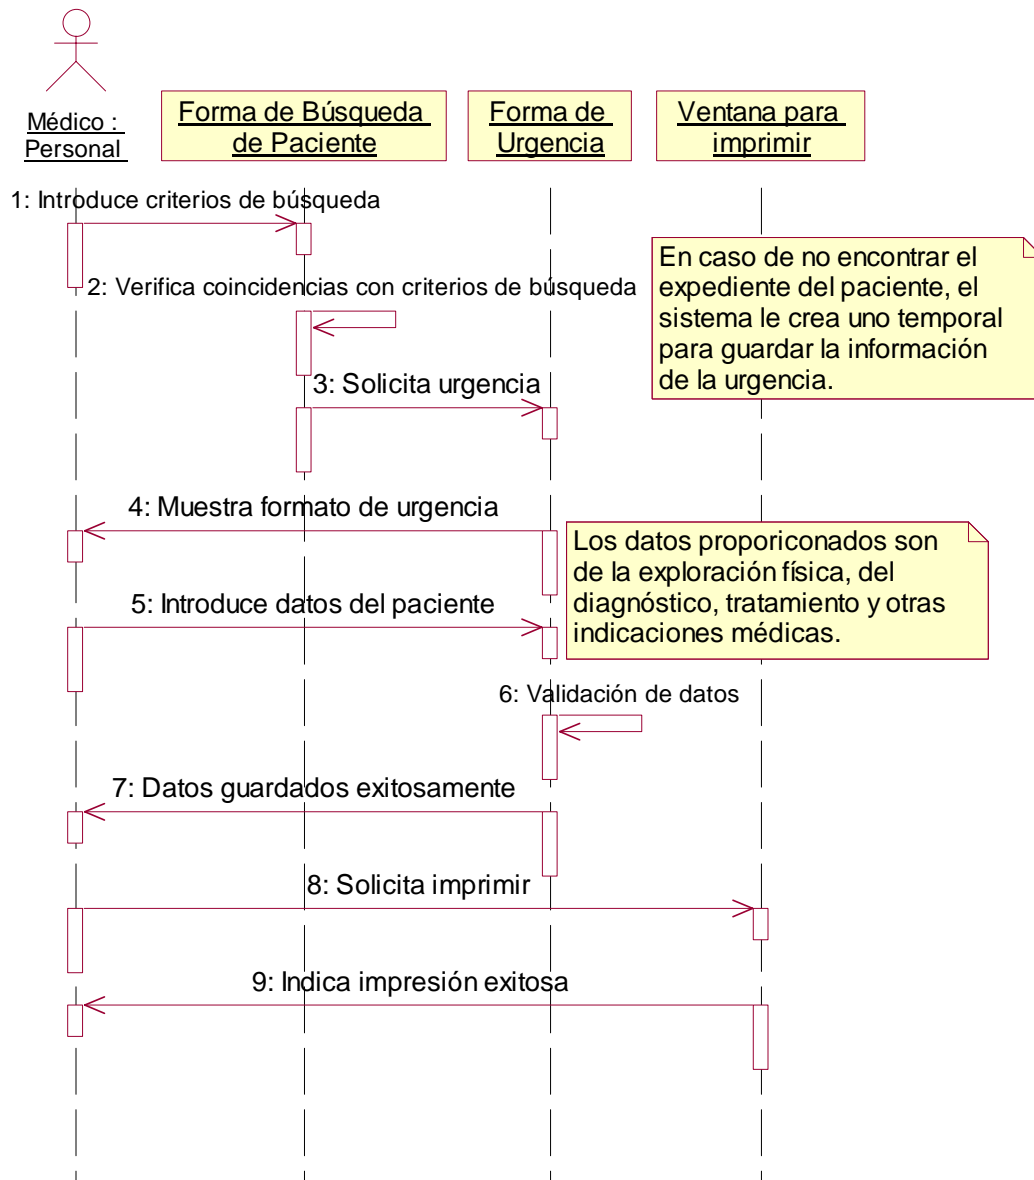 Médico :
Personal
Forma de Búsqueda
de Paciente
Forma de
Urgencia
Ventana para
imprimir
1: Introduce criterios de búsqueda
En caso de no encontrar el
expediente del paciente, el
sistema le crea uno temporal
para guardar la información
de la urgencia.
2: Verifica coincidencias con criterios de búsqueda
3: Solicita urgencia
4: Muestra formato de urgencia
Los datos proporiconados son
de la exploración física, del
diagnóstico, tratamiento y otras
indicaciones médicas.
5: Introduce datos del paciente
6: Validación de datos
7: Datos guardados exitosamente
8: Solicita imprimir
9: Indica impresión exitosa